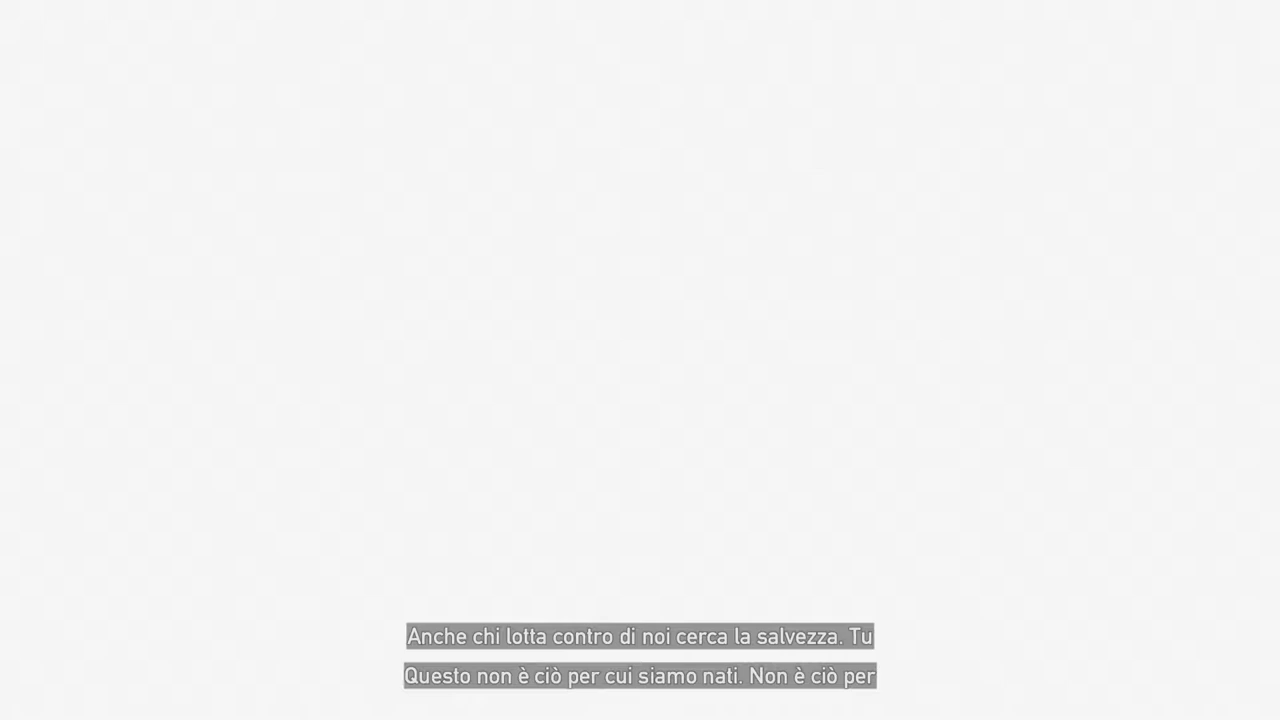 Anche chi lotta contro di noi cerca la salvezza. Tu
Questo non è ciò per cui siamo nati. Non è ciò per